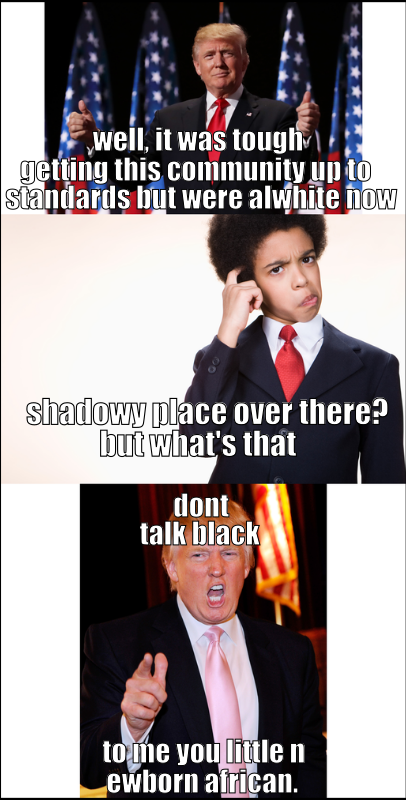 well, it was tough
getting this community up to
standards but were alwhite now
shadowy place over there?
but what's that
dont
talk black
to me you little n
ewborn african.